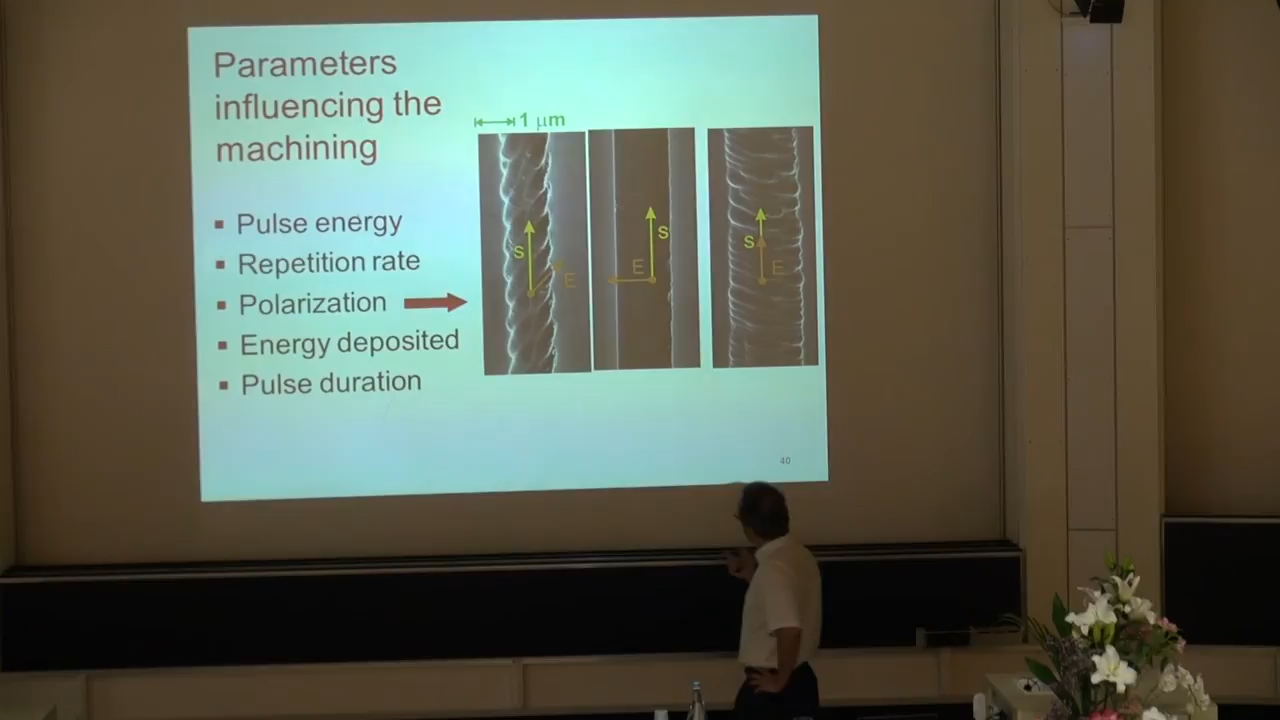 Parameters
influencing the
machining
▪ Pulse energy
▪ Repetition rate
▪ Polarization
▪ Energy deposited
▪ Pulse duration
1 μm
s
E
s
E
s
E
40